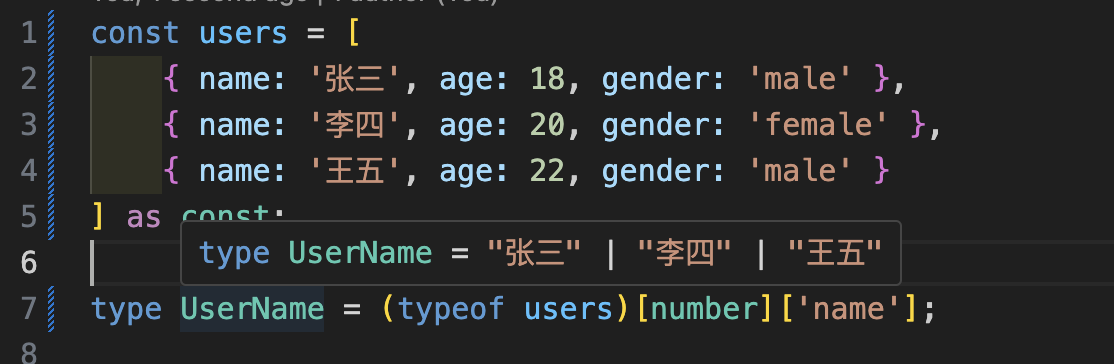 1 const users = [
2 { name: '张三', age: 18, gender: 'male' },
3 { name: '李四', age: 20, gender: 'female' },
4 { name: '王五', age: 22, gender: 'male' }
5 ] as const;
type UserName = "张三" | "李四" | "王五"
6
7 type UserName = (typeof users)[number]['name'];
8